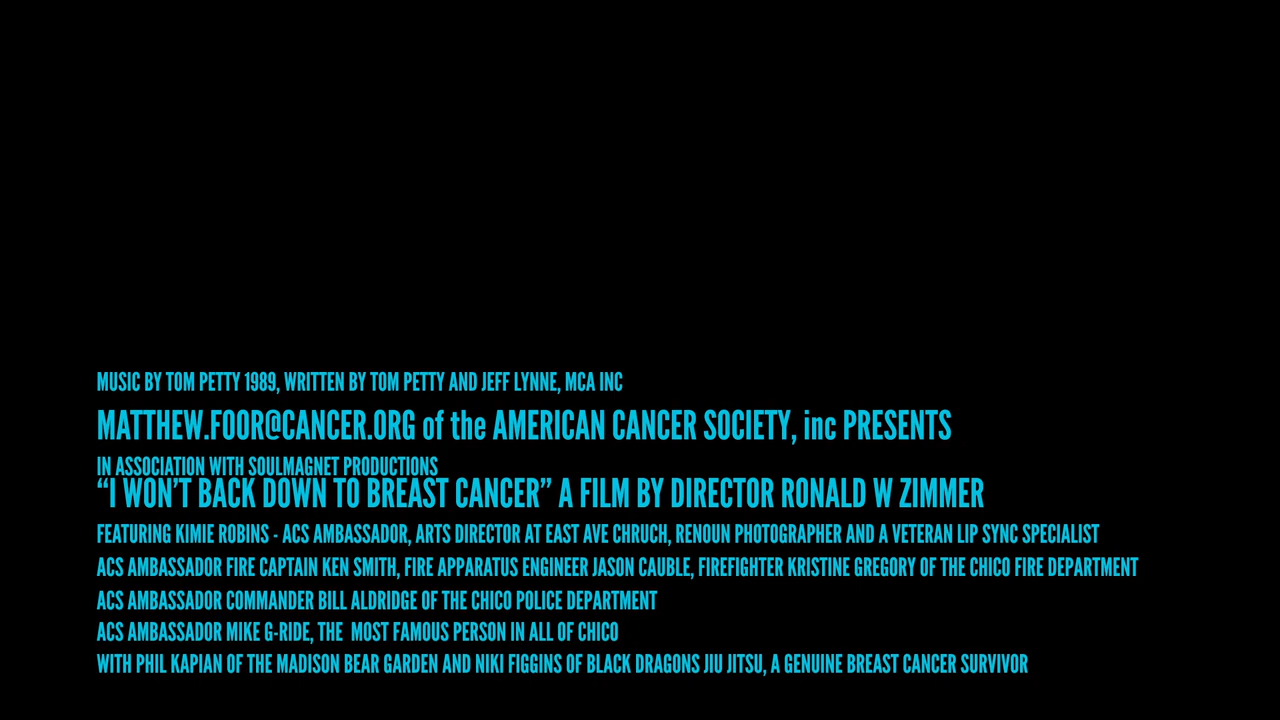 MUSIC BY TOM PETTY 1989, WRITTEN BY TOM PETTY AND JEFF LYNNE, MCA INC
MATTHEW.FOOR@CANCER.ORG of the AMERICAN CANCER SOCIETY, inc PRESENTS
IN ASSOCIATION WITH SOULMAGNET PRODUCTIONS
“I WON’T BACK DOWN TO BREAST CANCER” A FILM BY DIRECTOR RONALD W ZIMMER
FEATURING KIMIE ROBINS - ACS AMBASSADOR, ARTS DIRECTOR AT EAST AVE CHRUCH, RENOUN PHOTOGRAPHER AND A VETERAN LIP SYNC SPECIALIST
ACS AMBASSADOR FIRE CAPTAIN KEN SMITH, FIRE APPARATUS ENGINEER JASON CAUBLE, FIREFIGHTER KRISTINE GREGORY OF THE CHICO FIRE DEPARTMENT
ACS AMBASSADOR COMMANDER BILL ALDRIDGE OF THE CHICO POLICE DEPARTMENT
ACS AMBASSADOR MIKE G-RIDE, THE  MOST FAMOUS PERSON IN ALL OF CHICO
WITH PHIL KAPIAN OF THE MADISON BEAR GARDEN AND NIKI FIGGINS OF BLACK DRAGONS JIU JITSU, A GENUINE BREAST CANCER SURVIVOR